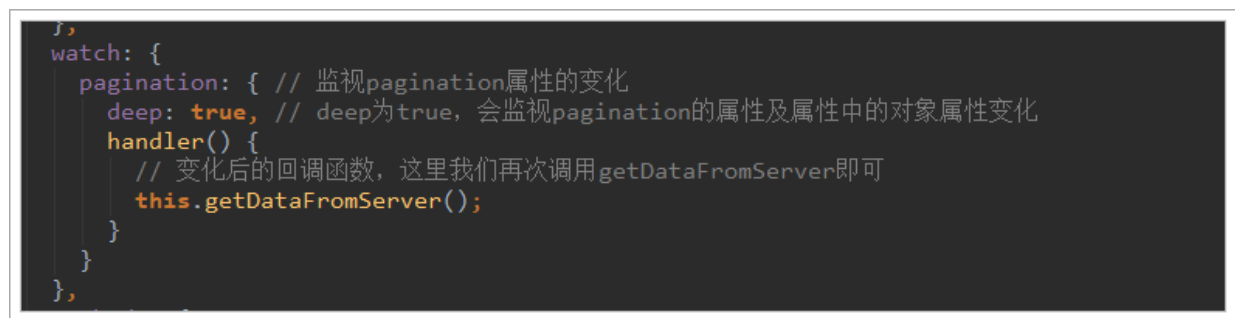 },
watch: {
pagination: { // 监视pagination属性的变化
deep: true, // deep为true，会监视pagination的属性及属性中的对象属性变化
handler() {
// 变化后的回调函数，这里我们再次调用getDataFromServer即可
this.getDataFromServer();
}
}
},